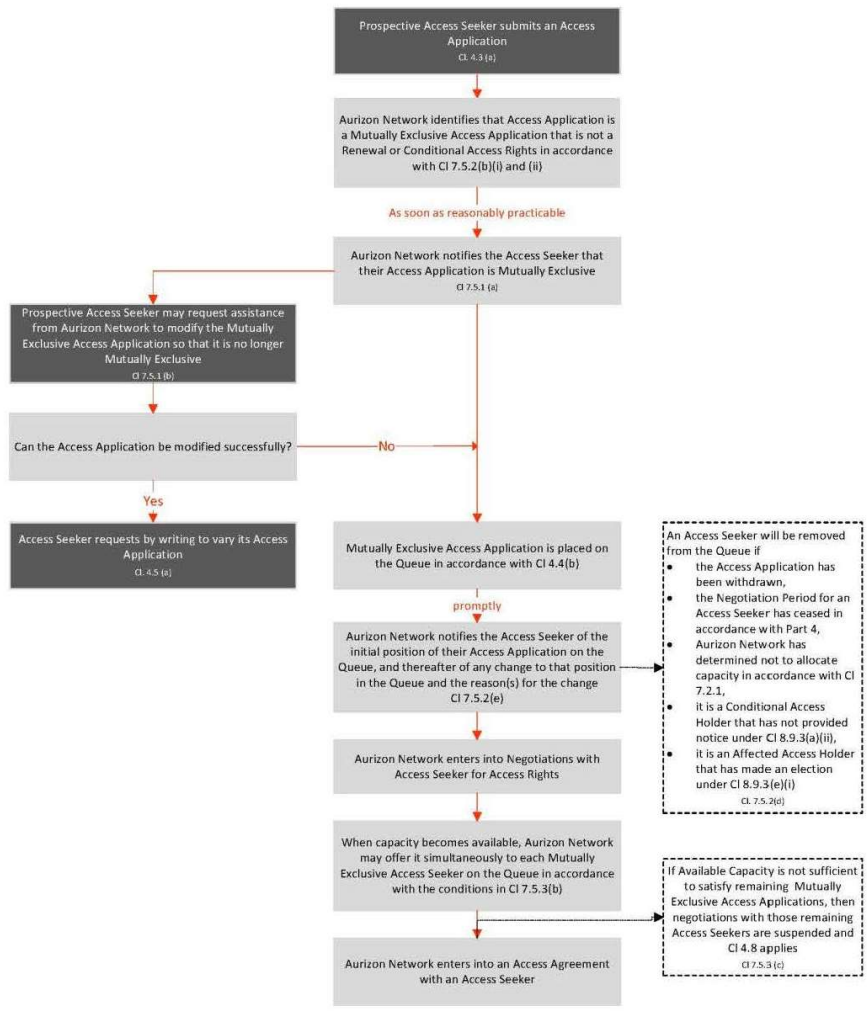 Prospective Access Seeker submits an Access
Application
Cl. 4.3 (a)
Aurizon Network identifies that Access Application is
a Mutually Exclusive Access Application that is not a
Renewal or Conditional Access Rights in accordance
with Cl 7.5.2(b)(i) and (ii)
As soon as reasonably practicable
Aurizon Network notifies the Access Seeker that
their Access Application is Mutually Exclusive
Cl 7.5.1 (a)
Prospective Access Seeker may request assistance
from Aurizon Network to modify the Mutually
Exclusive Access Application so that it is no longer
Mutually Exclusive
Cl 7.5.1 (b)
Can the Access Application be modified successfully?
No
Yes
Access Seeker requests by writing to vary its Access
Application
Cl. 4.5 (a)
Mutually Exclusive Access Application is placed on
the Queue in accordance with Cl 4.4(b)
promptly
Aurizon Network notifies the Access Seeker of the
initial position of their Access Application on the
Queue, and thereafter of any change to that position
in the Queue and the reason(s) for the change
Cl 7.5.2(e)
An Access Seeker will be removed
from the Queue if
• the Access Application has
been withdrawn,
• the Negotiation Period for an
Access Seeker has ceased in
accordance with Part 4,
• Aurizon Network has
determined not to allocate
capacity in accordance with Cl
7.2.1,
• it is a Conditional Access
Holder that has not provided
notice under Cl 8.9.3(a)(ii),
• it is an Affected Access Holder
that has made an election
under Cl 8.9.3(e)(i)
Cl. 7.5.2(d)
Aurizon Network enters into Negotiations with
Access Seeker for Access Rights
When capacity becomes available, Aurizon Network
may offer it simultaneously to each Mutually
Exclusive Access Seeker on the Queue in accordance
with the conditions in Cl 7.5.3(b)
If Available Capacity is not sufficient
to satisfy remaining Mutually
Exclusive Access Applications, then
negotiations with those remaining
Access Seekers are suspended and
Cl 4.8 applies
Cl 7.5.3 (c)
Aurizon Network enters into an Access Agreement
with an Access Seeker